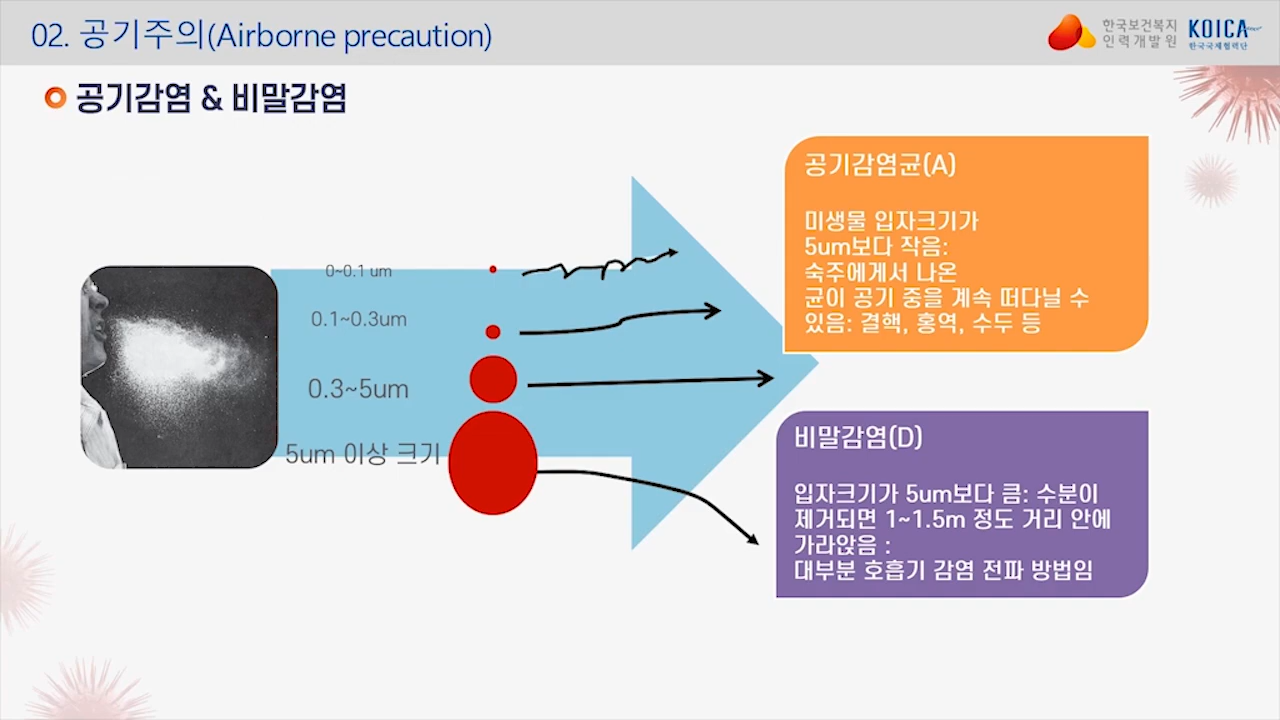 02. 공기주의(Airborne precaution)
한국보건복지
인력개발원
KOICA
한국국제협력단
공기감염 & 비말감염
0~0.1 um
0.1~0.3um
0.3~5um
5um 이상 크기
공기감염균(A)
미생물 입자크기가
5um보다 작음:
숙주에게서 나온
균이 공기 중을 계속 떠다닐 수
있음: 결핵, 홍역, 수두 등
비말감염(D)
입자크기가 5um보다 큼: 수분이
제거되면 1~1.5m 정도 거리 안에
가라앉음 :
대부분 호흡기 감염 전파 방법임